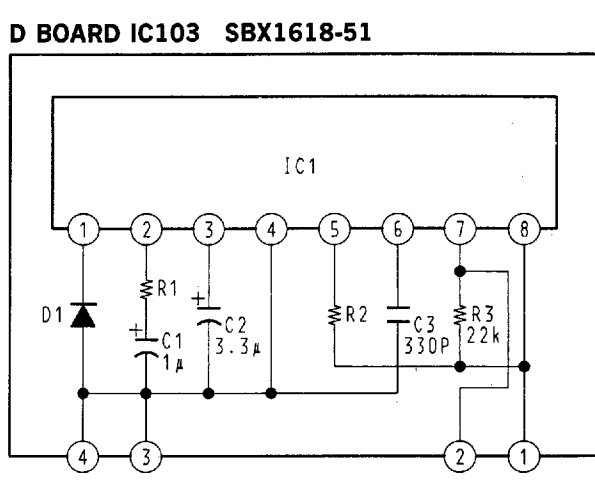 D BOARD IC103 SBX1618-51
IC1
1 2 3 4 5 6 7 8
D1
R1
+
C1
1μ
+
C2
3.3μ
R2
C3
330P
R3
22k
4 3 2 1